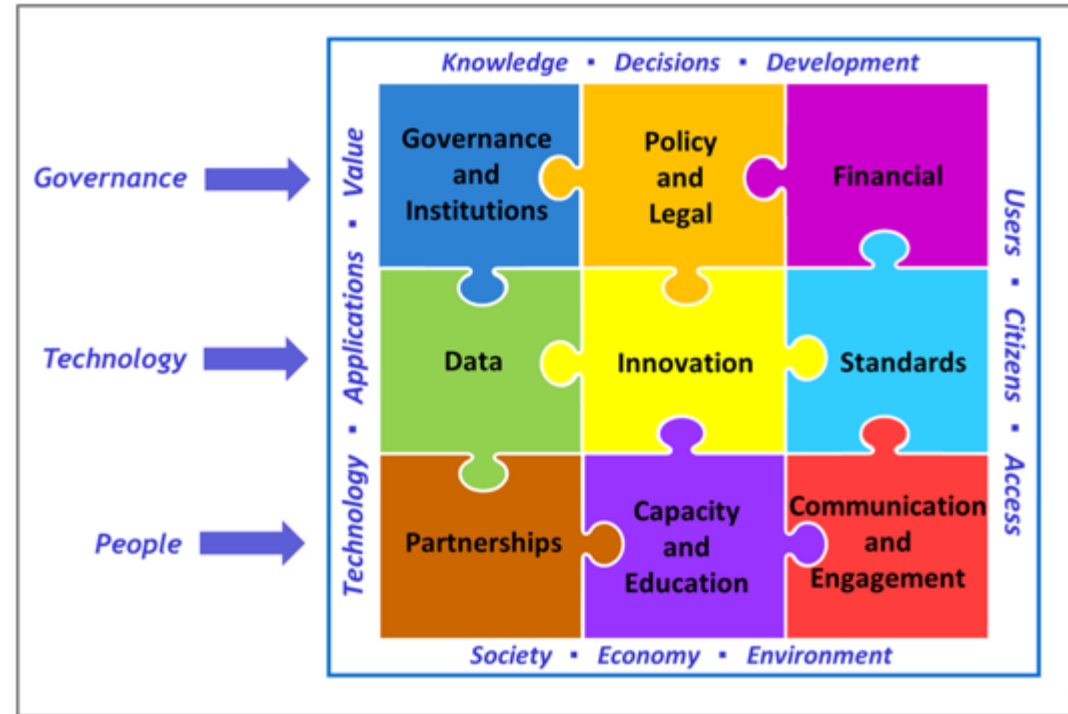 Knowledge ▪ Decisions ▪ Development
Governance
Technology ▪ Applications ▪ Value
Governance
and
Institutions
Policy
and
Legal
Financial
Users ▪ Citizens ▪ Access
Technology
Data
Innovation
Standards
People
Partnerships
Capacity
and
Education
Communication
and
Engagement
Society ▪ Economy ▪ Environment